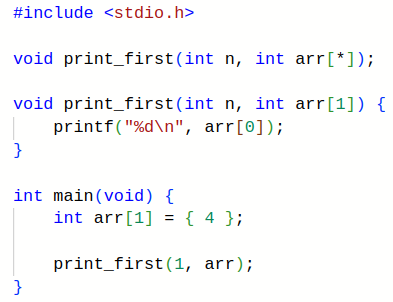 #include <stdio.h>
void print_first(int n, int arr[*]);
void print_first(int n, int arr[1]) {
    printf("%d\n", arr[0]);
}
int main(void) {
    int arr[1] = { 4 };
    print_first(1, arr);
}